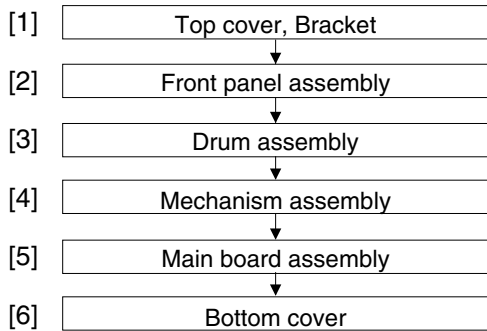 [1] Top cover, Bracket
[2] Front panel assembly
[3] Drum assembly
[4] Mechanism assembly
[5] Main board assembly
[6] Bottom cover